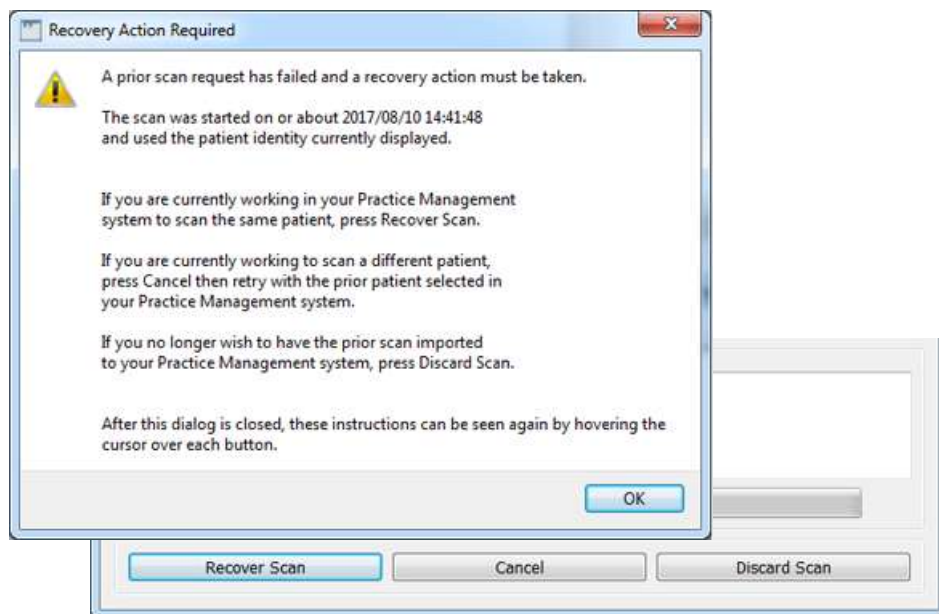 Recovery Action Required
A prior scan request has failed and a recovery action must be taken.
The scan was started on or about 2017/08/10 14:41:48
and used the patient identity currently displayed.
If you are currently working in your Practice Management
system to scan the same patient, press Recover Scan.
If you are currently working to scan a different patient,
press Cancel then retry with the prior patient selected in
your Practice Management system.
If you no longer wish to have the prior scan imported
to your Practice Management system, press Discard Scan.
After this dialog is closed, these instructions can be seen again by hovering the
cursor over each button.
OK
Recover Scan Cancel Discard Scan